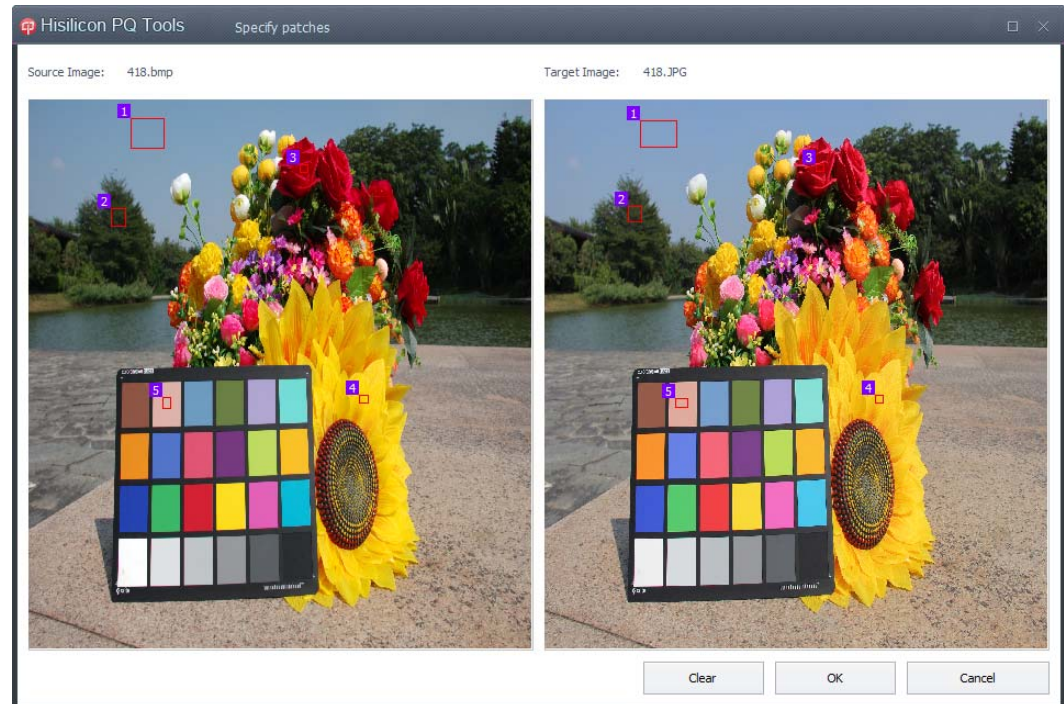 Hisilicon PQ Tools Specify patches
Source Image: 418.bmp Target Image: 418.JPG
1 1
3 3
2 2
4 4
5 5
Clear OK Cancel